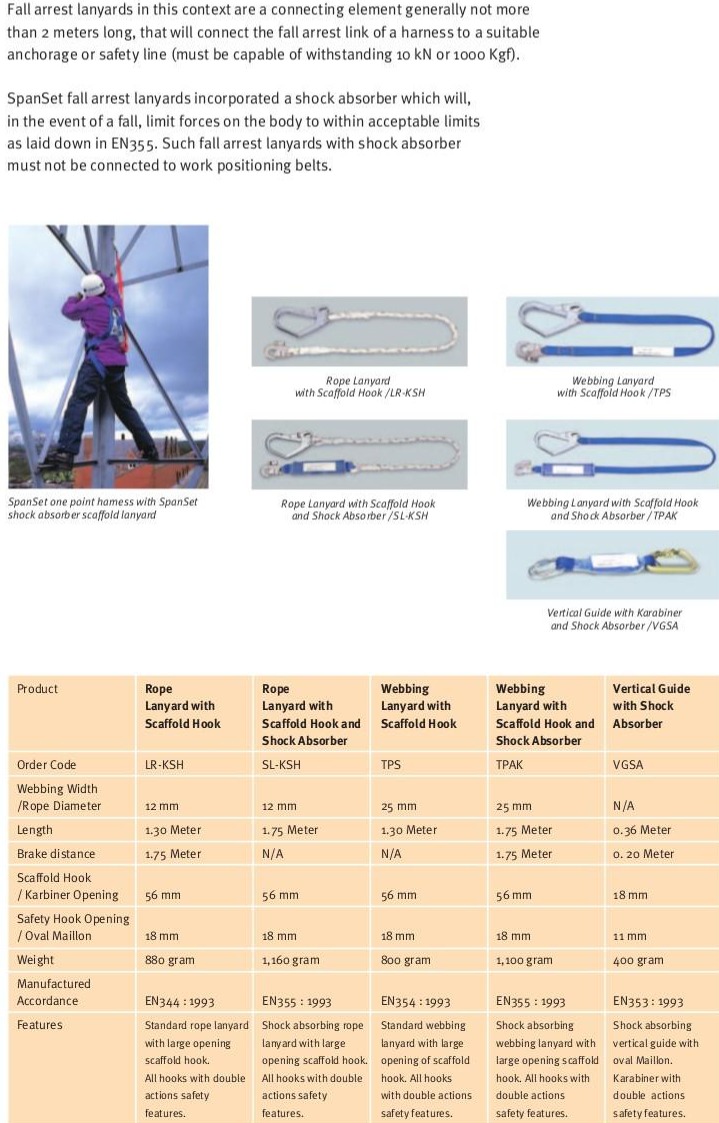 Fall arrest lanyards in this context are a connecting element generally not more
than 2 meters long, that will connect the fall arrest link of a harness to a suitable
anchorage or safety line (must be capable of withstanding 10 kN or 1000 Kgf).
SpanSet fall arrest lanyards incorporated a shock absorber which will,
in the event of a fall, limit forces on the body to within acceptable limits
as laid down in EN355. Such fall arrest lanyards with shock absorber
must not be connected to work positioning belts.
Rope Lanyard
with Scaffold Hook /LR-KSH
Webbing Lanyard
with Scaffold Hook /TPS
SpanSet one point harness with SpanSet
shock absorber scaffold lanyard
Rope Lanyard with Scaffold Hook
and Shock Absorber /SL-KSH
Webbing Lanyard with Scaffold Hook
and Shock Absorber /TPAK
Vertical Guide with Karabiner
and Shock Absorber /VGSA
Product
Rope
Lanyard with
Scaffold Hook
Rope
Lanyard with
Scaffold Hook and
Shock Absorber
Webbing
Lanyard with
Scaffold Hook
Webbing
Lanyard with
Scaffold Hook and
Shock Absorber
Vertical Guide
with Shock
Absorber
Order Code LR-KSH SL-KSH TPS TPAK VGSA
Webbing Width
/Rope Diameter 12 mm 12 mm 25 mm 25 mm N/A
Length 1.30 Meter 1.75 Meter 1.30 Meter 1.75 Meter 0.36 Meter
Brake distance 1.75 Meter N/A N/A 1.75 Meter 0. 20 Meter
Scaffold Hook
/ Karbiner Opening 56 mm 56 mm 56 mm 56 mm 18 mm
Safety Hook Opening
/ Oval Maillon 18 mm 18 mm 18 mm 18 mm 11 mm
Weight 880 gram 1,160 gram 800 gram 1,100 gram 400 gram
Manufactured
Accordance EN344 : 1993 EN355 : 1993 EN354 : 1993 EN355 : 1993 EN353 : 1993
Features
Standard rope lanyard
with large opening
scaffold hook.
All hooks with double
actions safety
features.
Shock absorbing rope
lanyard with large
opening scaffold hook.
All hooks with double
actions safety
features.
Standard webbing
lanyard with large
opening of scaffold
hook. All hooks
with double actions
safety features.
Shock absorbing
webbing lanyard with
large opening scaffold
hook. All hooks with
double actions
safety features.
Shock absorbing
vertical guide with
oval Maillon.
Karabiner with
double actions
safety features.